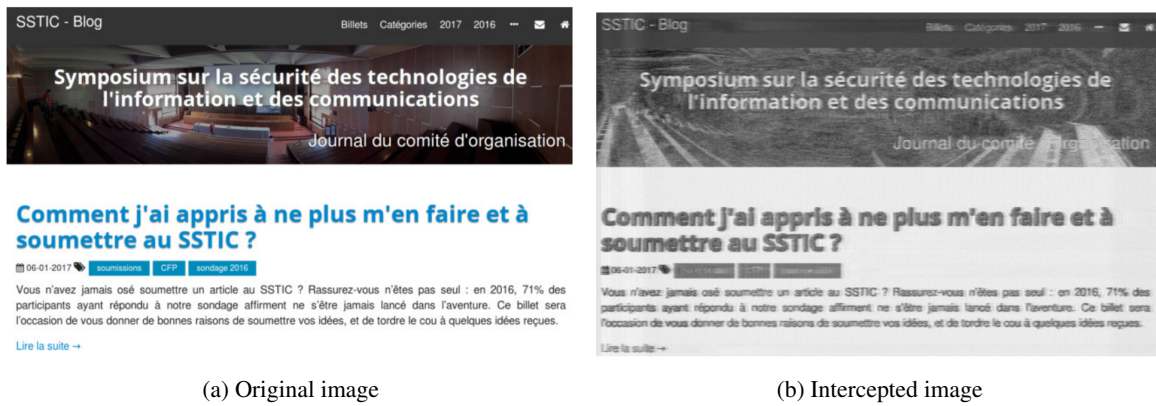 SSTIC - Blog
Billets Catégories 2017 2016 ···
Symposium sur la sécurité des technologies de
l'information et des communications
Journal du comité d'organisation
Comment j'ai appris à ne plus m'en faire et à
soumettre au SSTIC ?
06-01-2017 soumissions CFP sondage 2016
Vous n'avez jamais osé soumettre un article au SSTIC ? Rassurez-vous n'êtes pas seul : en 2016, 71% des
participants ayant répondu à notre sondage affirment ne s'être jamais lancé dans l'aventure. Ce billet sera
l'occasion de vous donner de bonnes raisons de soumettre vos idées, et de tordre le cou à quelques idées reçues.
Lire la suite →
(a) Original image
SSTIC - Blog
Billets Catégories 2017 2016
Symposium sur la sécurité des technologies de
l'information et des communications
Journal du comité
Comment j'ai appris à ne plus m'en faire et à
soumettre au SSTIC ?
06-01-2017 CFP
Vous n'avez jamais osé soumettre un article au SSTIC ? Rassurez-vous n'êtes pas seul : en 2016, 71% des
participants ayant répondu à notre sondage affirment ne s'être jamais lancé dans l'aventure. Ce billet sera
l'occasion de vous donner de bonnes raisons de soumettre vos idées, et de tordre le cou à quelques idées reçues.
Lire la suite →
(b) Intercepted image